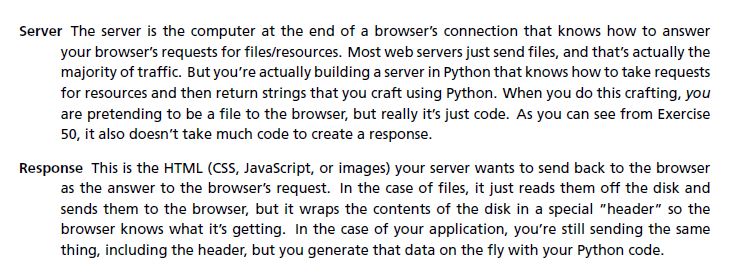 Server The server is the computer at the end of a browser's connection that knows how to answer
your browser's requests for files/resources. Most web servers just send files, and that's actually the
majority of traffic. But you're actually building a server in Python that knows how to take requests
for resources and then return strings that you craft using Python. When you do this crafting, you
are pretending to be a file to the browser, but really it's just code. As you can see from Exercise
50, it also doesn't take much code to create a response.
Response This is the HTML (CSS, JavaScript, or images) your server wants to send back to the browser
as the answer to the browser's request. In the case of files, it just reads them off the disk and
sends them to the browser, but it wraps the contents of the disk in a special ”header” so the
browser knows what it's getting. In the case of your application, you're still sending the same
thing, including the header, but you generate that data on the fly with your Python code.